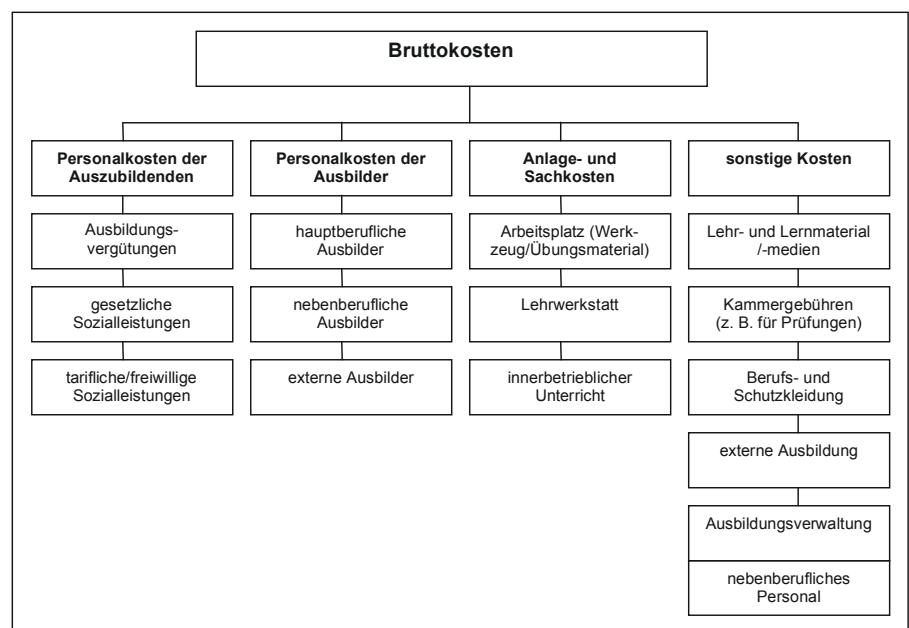 Bruttokosten
Personalkosten der
Auszubildenden
Ausbildungs-
vergütungen
gesetzliche
Sozialleistungen
tarifliche/freiwillige
Sozialleistungen
Personalkosten der
Ausbilder
hauptberufliche
Ausbilder
nebenberufliche
Ausbilder
externe Ausbilder
Anlage- und
Sachkosten
Arbeitsplatz (Werk-
zeug/Übungsmaterial)
Lehrwerkstatt
innerbetrieblicher
Unterricht
sonstige Kosten
Lehr- und Lernmaterial
/-medien
Kammergebühren
(z. B. für Prüfungen)
Berufs- und
Schutzkleidung
externe Ausbildung
Ausbildungsverwaltung
nebenberufliches
Personal